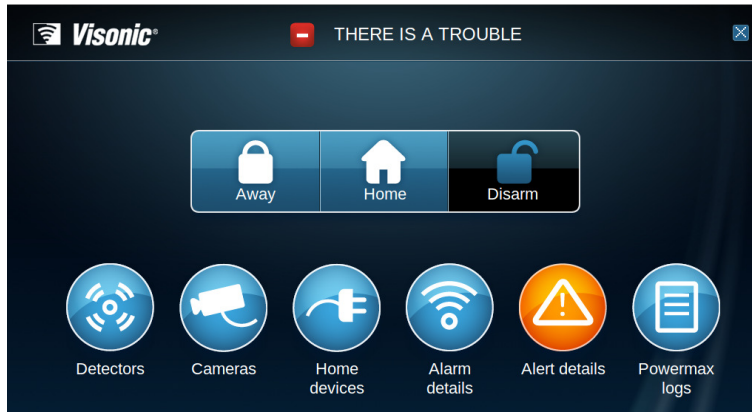 Visonic®
THERE IS A TROUBLE
Away
Home
Disarm
Detectors
Cameras
Home
devices
Alarm
details
Alert details
Powermax
logs